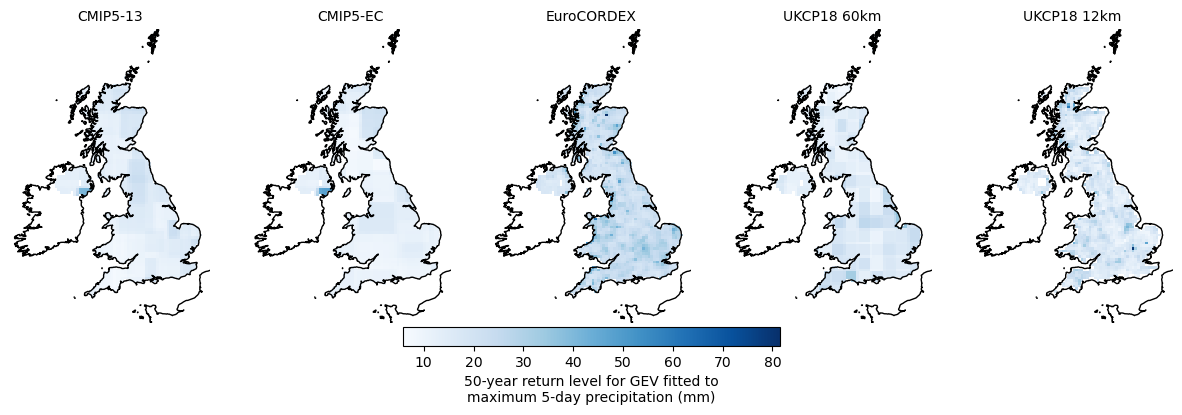 CMIP5-13 CMIP5-EC EuroCORDEX UKCP18 60km UKCP18 12km
10 20 30 40 50 60 70 80
50-year return level for GEV fitted to
maximum 5-day precipitation (mm)